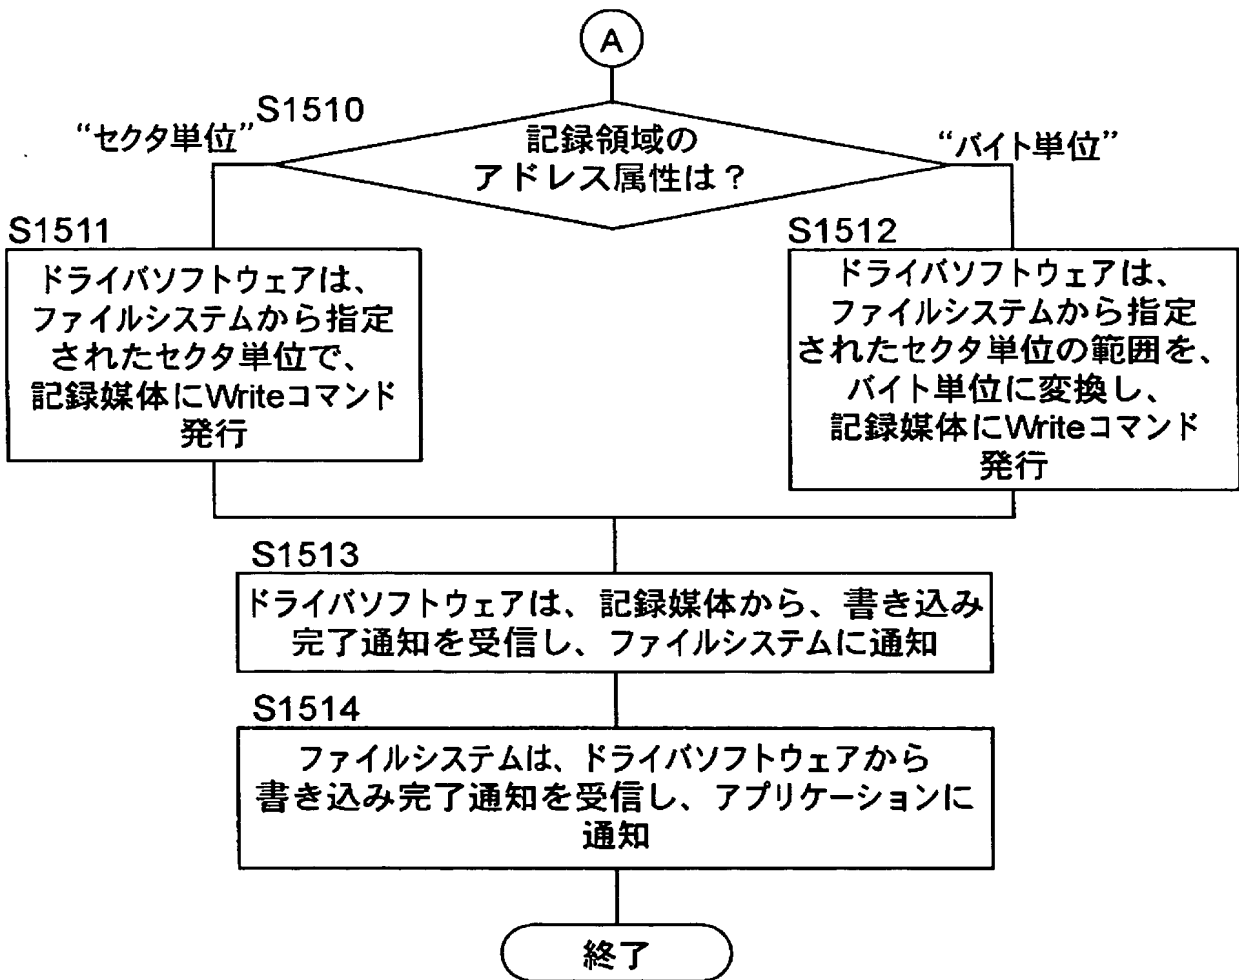 A
S1510
“セクタ単位”
記録領域の
アドレス属性は？
“バイト単位”
S1511
ドライバソフトウェアは、
ファイルシステムから指定
されたセクタ単位で、
記録媒体にWriteコマンド
発行
S1512
ドライバソフトウェアは、
ファイルシステムから指定
されたセクタ単位の範囲を、
バイト単位に変換し、
記録媒体にWriteコマンド
発行
S1513
ドライバソフトウェアは、記録媒体から、書き込み
完了通知を受信し、ファイルシステムに通知
S1514
ファイルシステムは、ドライバソフトウェアから
書き込み完了通知を受信し、アプリケーションに
通知
終了